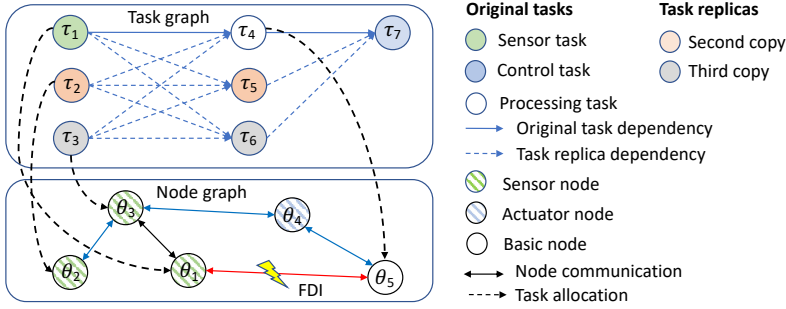 Task graph
τ1
τ4
τ7
τ2
τ5
τ3
τ6
Node graph
θ3
θ4
θ2
θ1
θ5
FDI
Original tasks
Sensor task
Control task
Processing task
Original task dependency
Task replica dependency
Sensor node
Actuator node
Basic node
Node communication
Task allocation
Task replicas
Second copy
Third copy